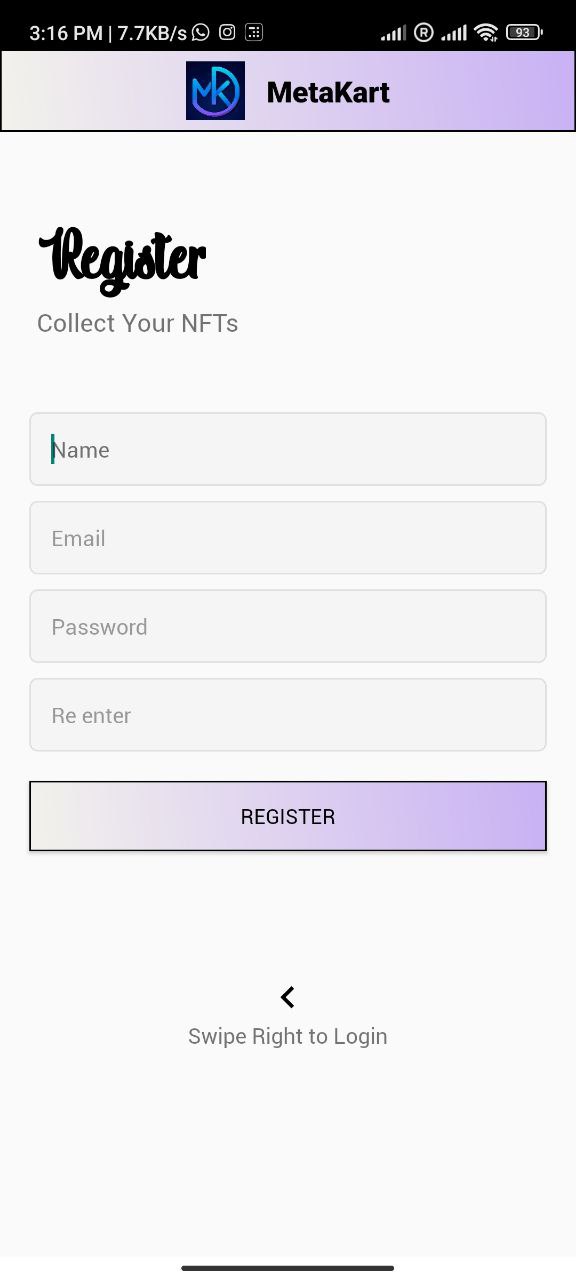 3:16 PM | 7.7KB/s R 93
MK MetaKart
Register
Collect Your NFTs
Name
Email
Password
Re enter
REGISTER
Swipe Right to Login